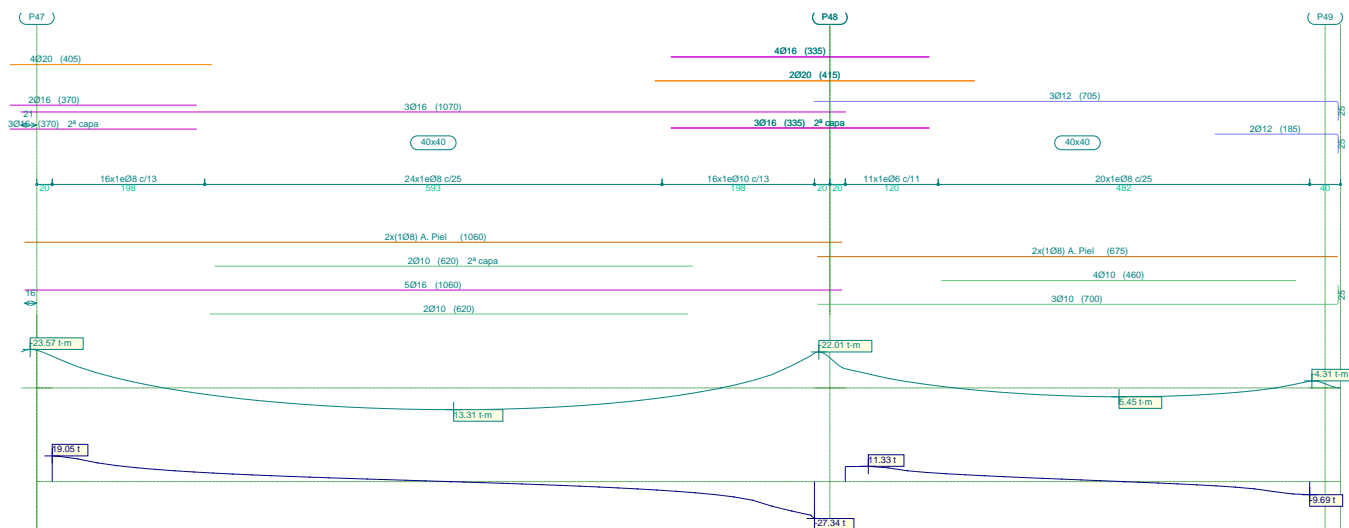 P47 P48 P49
4Ø16 (335)
4Ø20 (405)
2Ø20 (415)
2Ø16 (370) 3Ø12 (705)
3Ø16 (1070)
21 25
3Ø16 (370) 2ª capa 3Ø16 (335) 2ª capa
2Ø12 (185)
40x40 40x40 25
16x1eØ8 c/13 24x1eØ8 c/25 16x1eØ10 c/13 11x1eØ6 c/11 20x1eØ8 c/25
20 198 593 198 20 20 120 482 40
2x(1Ø8) A. Piel (1060)
2x(1Ø8) A. Piel (675)
2Ø10 (620) 2ª capa
4Ø10 (460)
5Ø16 (1060)
16 25
3Ø10 (700)
2Ø10 (620)
-23.57 t-m -22.01 t-m
-4.31 t-m
5.45 t-m
13.31 t-m
19.05 t
11.33 t
-9.69 t
-27.34 t